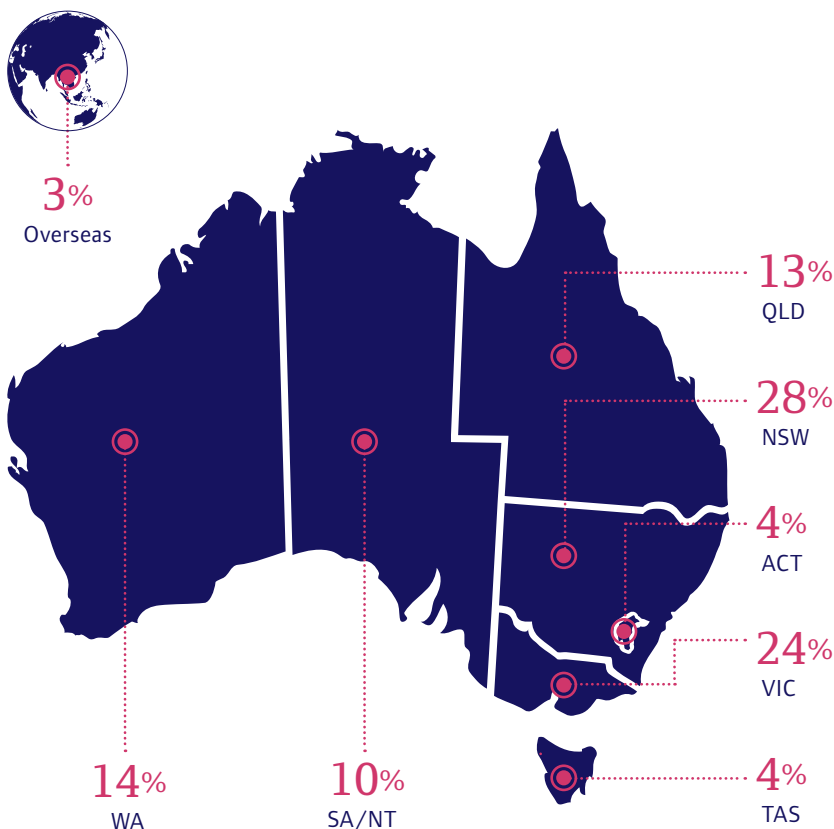 3%
Overseas
13%
QLD
28%
NSW
4%
ACT
24%
VIC
14%
WA
10%
SA/NT
4%
TAS